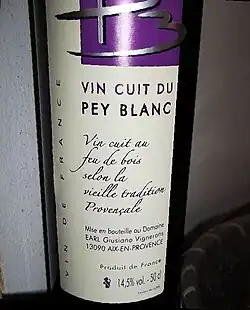 VIN CUIT DU
PEY BLANC
Vin cuit au
feu de bois
selon la
vieille tradition
Provençale
VIN DE FRANCE
Mise en bouteille au Domaine
EARL Giusiano Vignerons
13090 AIX-EN-PROVENCE
Produit de France
14,5% vol. - 50 cl